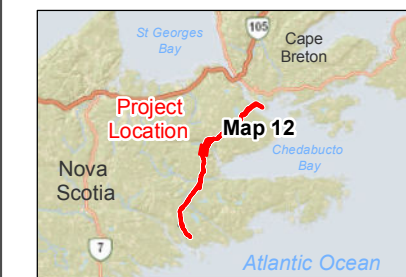 105
St Georges
Bay
Cape
Breton
Project
Location
Map 12
Chedabucto
Bay
Nova
Scotia
7
Atlantic Ocean